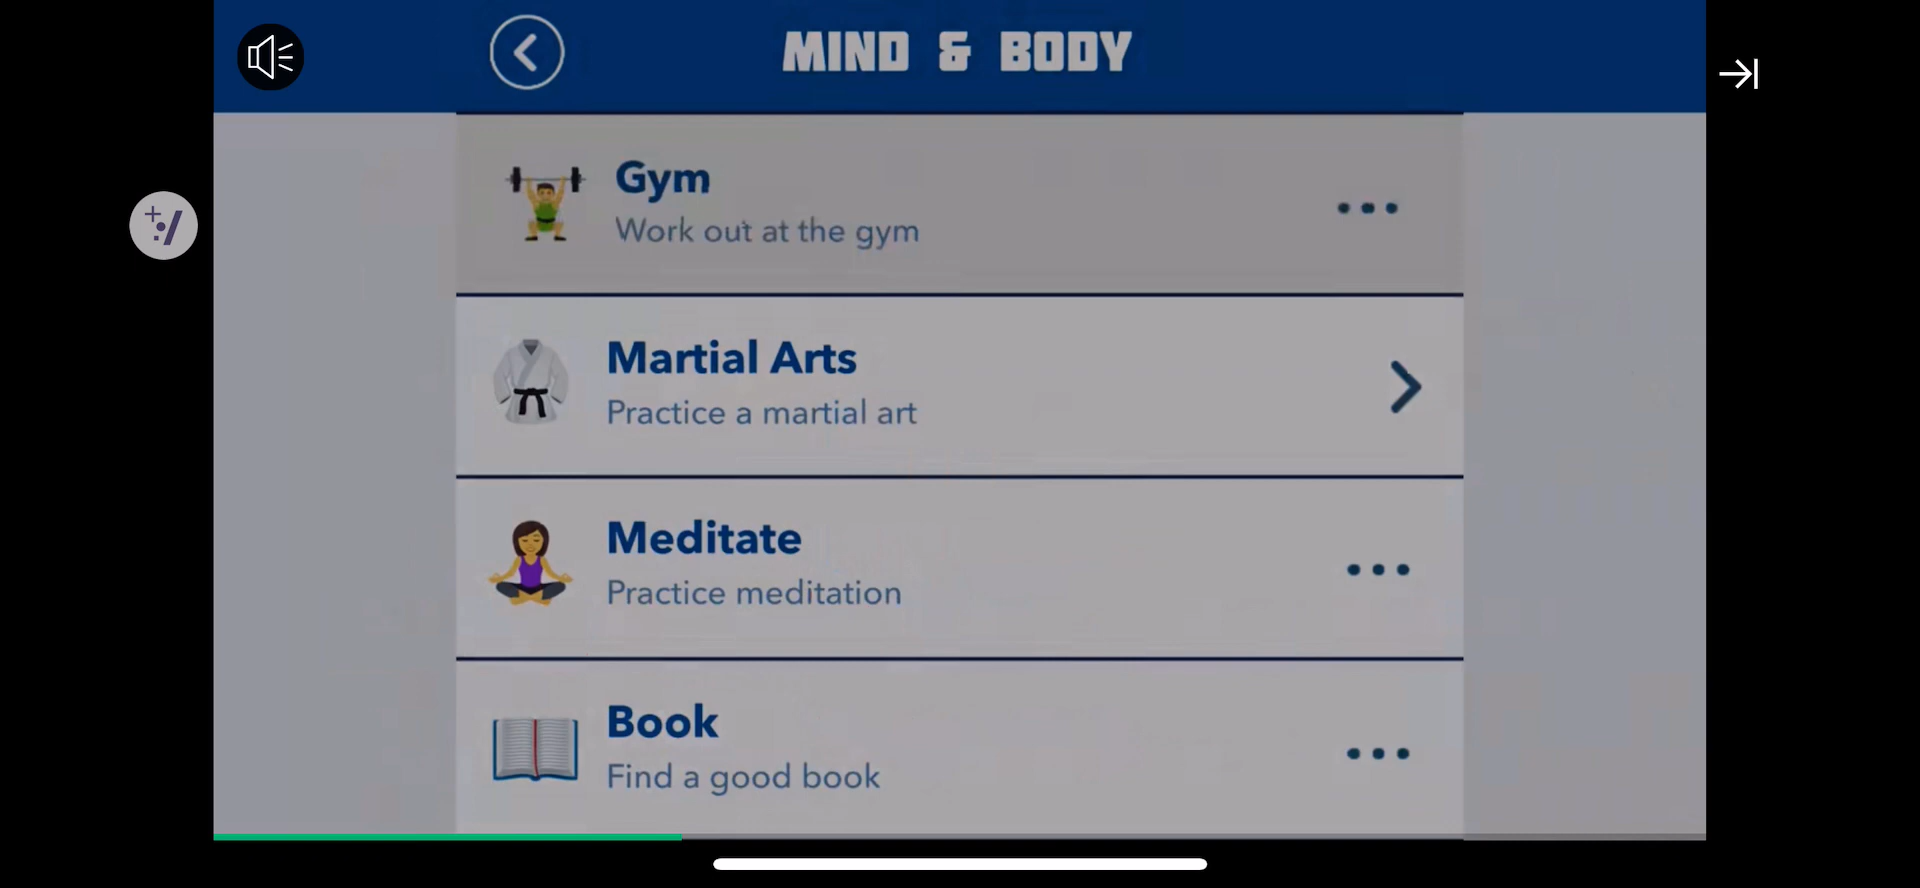 MIND & BODY
Gym
Work out at the gym
Martial Arts
Practice a martial art
Meditate
Practice meditation
Book
Find a good book